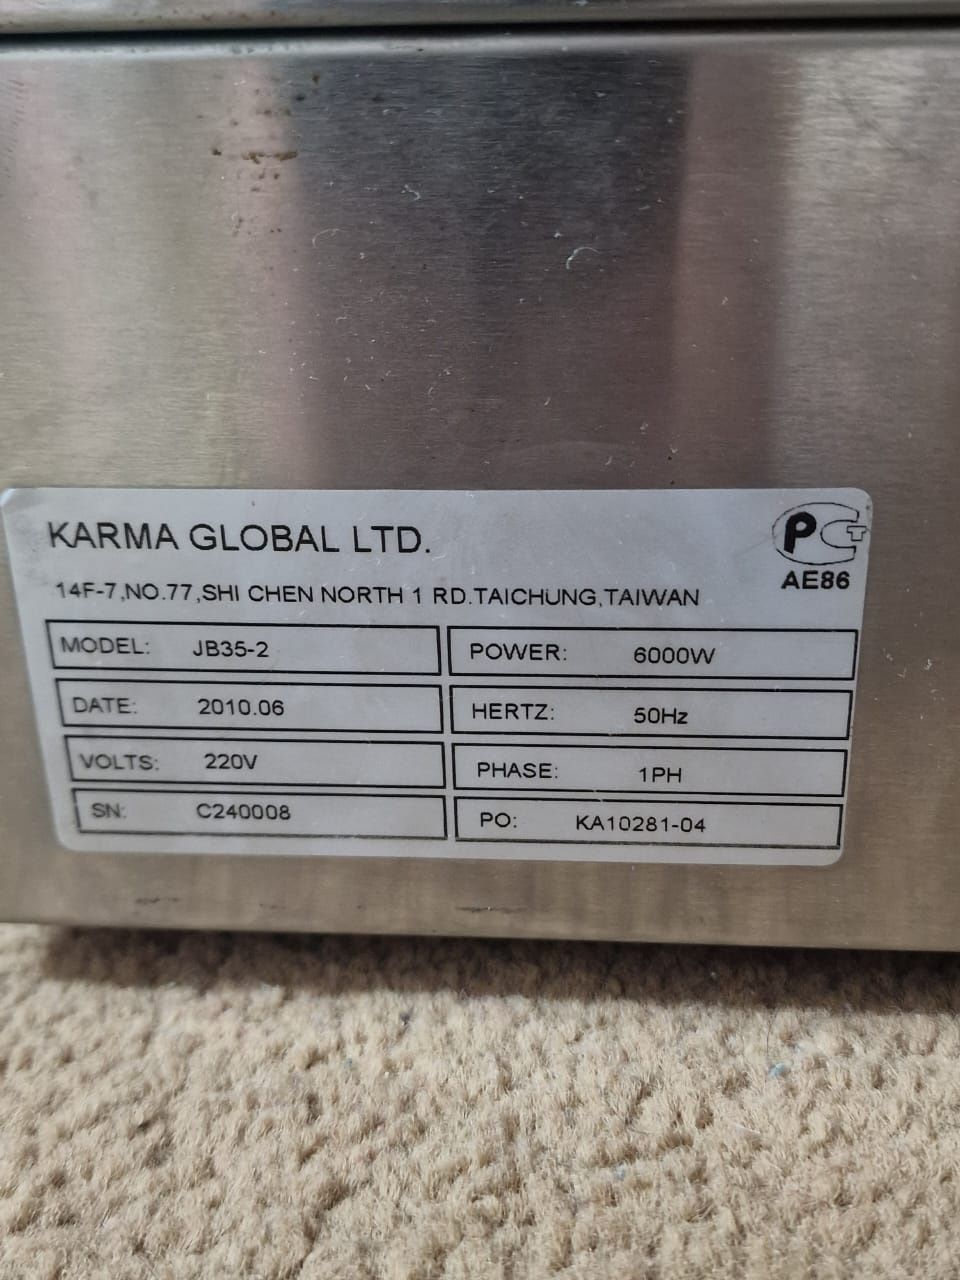 KARMA GLOBAL LTD.
PCT
AE86
14F-7,NO.77,SHI CHEN NORTH 1 RD.TAICHUNG,TAIWAN
MODEL: JB35-2 POWER: 6000W
DATE: 2010.06 HERTZ: 50Hz
VOLTS: 220V PHASE: 1PH
SN: C240008 PO: KA10281-04